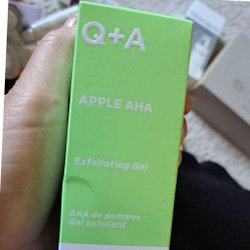 Q+A
APPLE AHA
Exfoliating Gel
AHA de pommes
Gel exfoliant